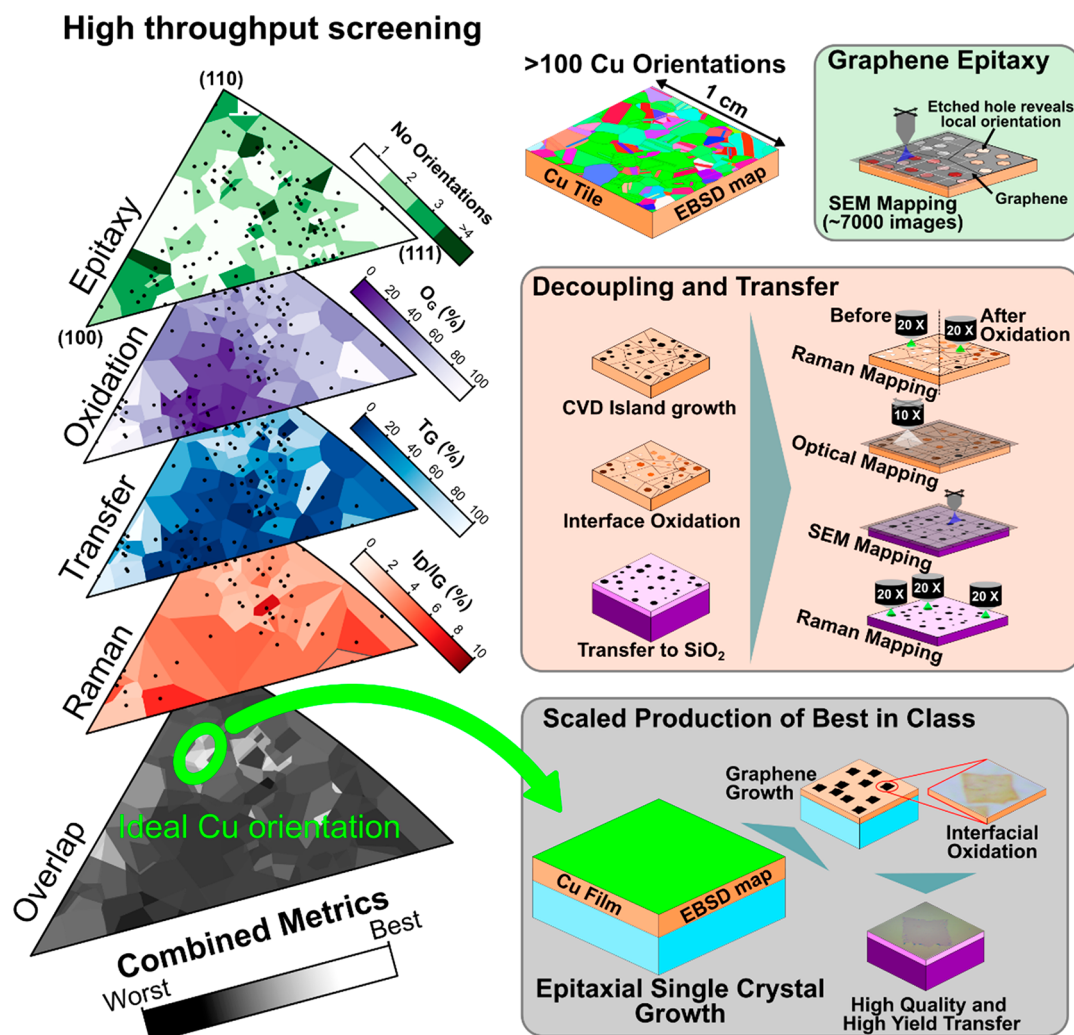 High throughput screening
(110)
(111)
(100)
Epitaxy
No Orientations
1
2
3
>4
Oxidation
O_G (%)
0
20
40
60
80
100
Transfer
T_G (%)
0
20
40
60
80
100
Raman
I_D/I_G (%)
0
2
4
6
8
10
Overlap
Ideal Cu orientation
Combined Metrics
Worst
Best
>100 Cu Orientations
1 cm
Cu Tile
EBSD map
Graphene Epitaxy
Etched hole reveals
local orientation
SEM Mapping
(~7000 images)
Graphene
Decoupling and Transfer
CVD Island growth
Interface Oxidation
Transfer to SiO₂
Before
After
Oxidation
20 X
20 X
Raman Mapping
10 X
Optical Mapping
SEM Mapping
20 X
20 X
20 X
Raman Mapping
Scaled Production of Best in Class
Cu Film
EBSD map
Epitaxial Single Crystal
Growth
Graphene
Growth
Interfacial
Oxidation
High Quality and
High Yield Transfer